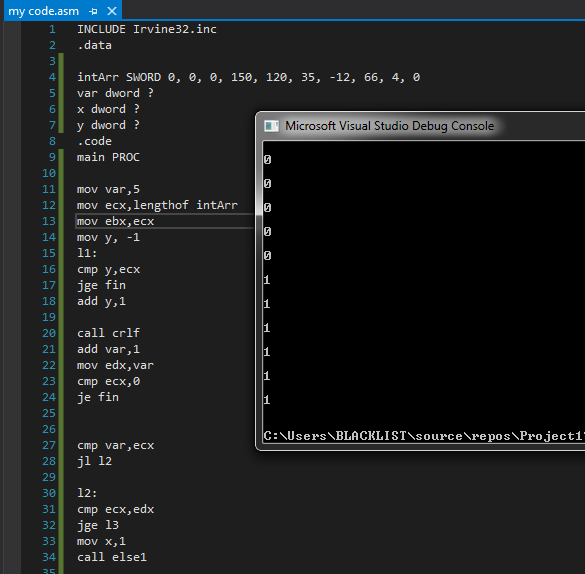 my code.asm
1 INCLUDE Irvine32.inc
2 .data
3
4 intArr SWORD 0, 0, 0, 150, 120, 35, -12, 66, 4, 0
5 var dword ?
6 x dword ?
7 y dword ?
8 .code
9 main PROC
10
11 mov var,5
12 mov ecx,lengthof intArr
13 mov ebx,ecx
14 mov y, -1
15 l1:
16 cmp y,ecx
17 jge fin
18 add y,1
19
20 call crlf
21 add var,1
22 mov edx,var
23 cmp ecx,0
24 je fin
25
26
27 cmp var,ecx
28 jl l2
29
30 l2:
31 cmp ecx,edx
32 jge l3
33 mov x,1
34 call else1
35
Microsoft Visual Studio Debug Console
0
0
0
0
0
1
1
1
1
1
1
C:\Users\BLACKLIST\source\repos\Project1